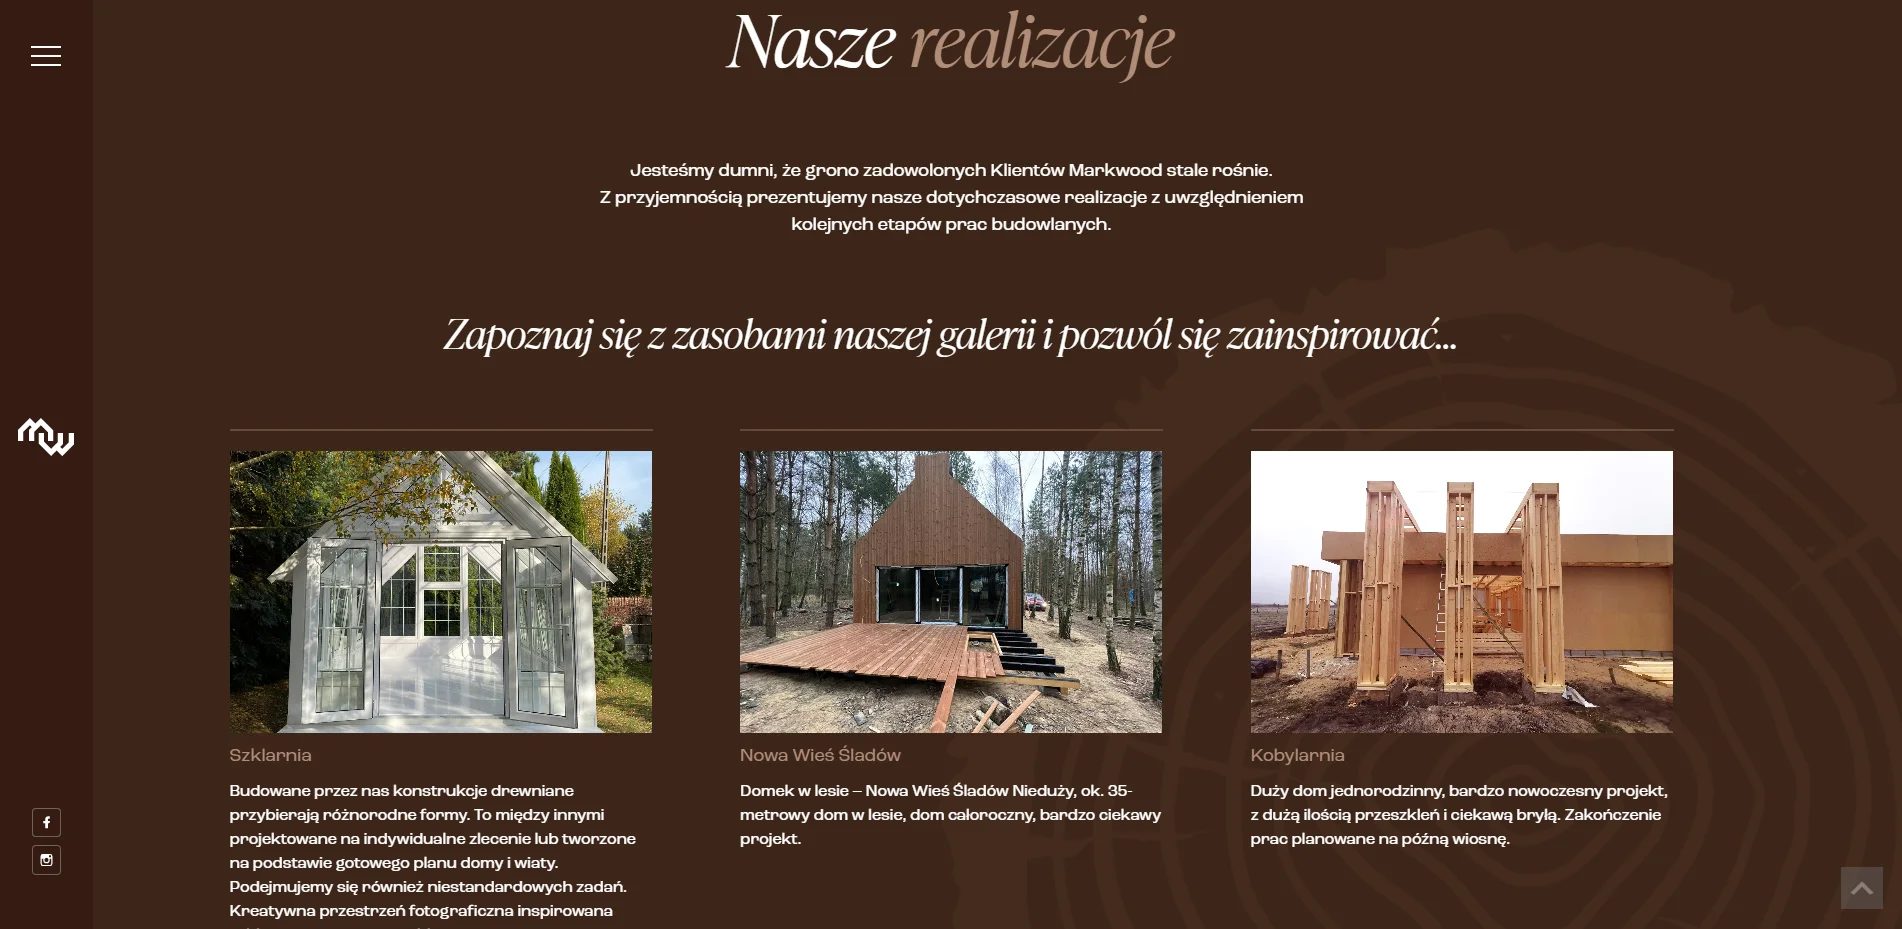 Nasze realizacje
Jesteśmy dumni, że grono zadowolonych Klientów Markwood stale rośnie.
Z przyjemnością prezentujemy nasze dotychczasowe realizacje z uwzględnieniem
kolejnych etapów prac budowlanych.
Zapoznaj się z zasobami naszej galerii i pozwól się zainspirować...
Szklarnia
Budowane przez nas konstrukcje drewniane
przybierają różnorodne formy. To między innymi
projektowane na indywidualne zlecenie lub tworzone
na podstawie gotowego planu domy i wiaty.
Podejmujemy się również niestandardowych zadań.
Kreatywna przestrzeń fotograficzna inspirowana
Nowa Wieś Śladów
Domek w lesie – Nowa Wieś Śladów Nieduży, ok. 35-
metrowy dom w lesie, dom całoroczny, bardzo ciekawy
projekt.
Kobylarnia
Duży dom jednorodzinny, bardzo nowoczesny projekt,
z dużą ilością przeszkleń i ciekawą bryłą. Zakończenie
prac planowane na późną wiosnę.